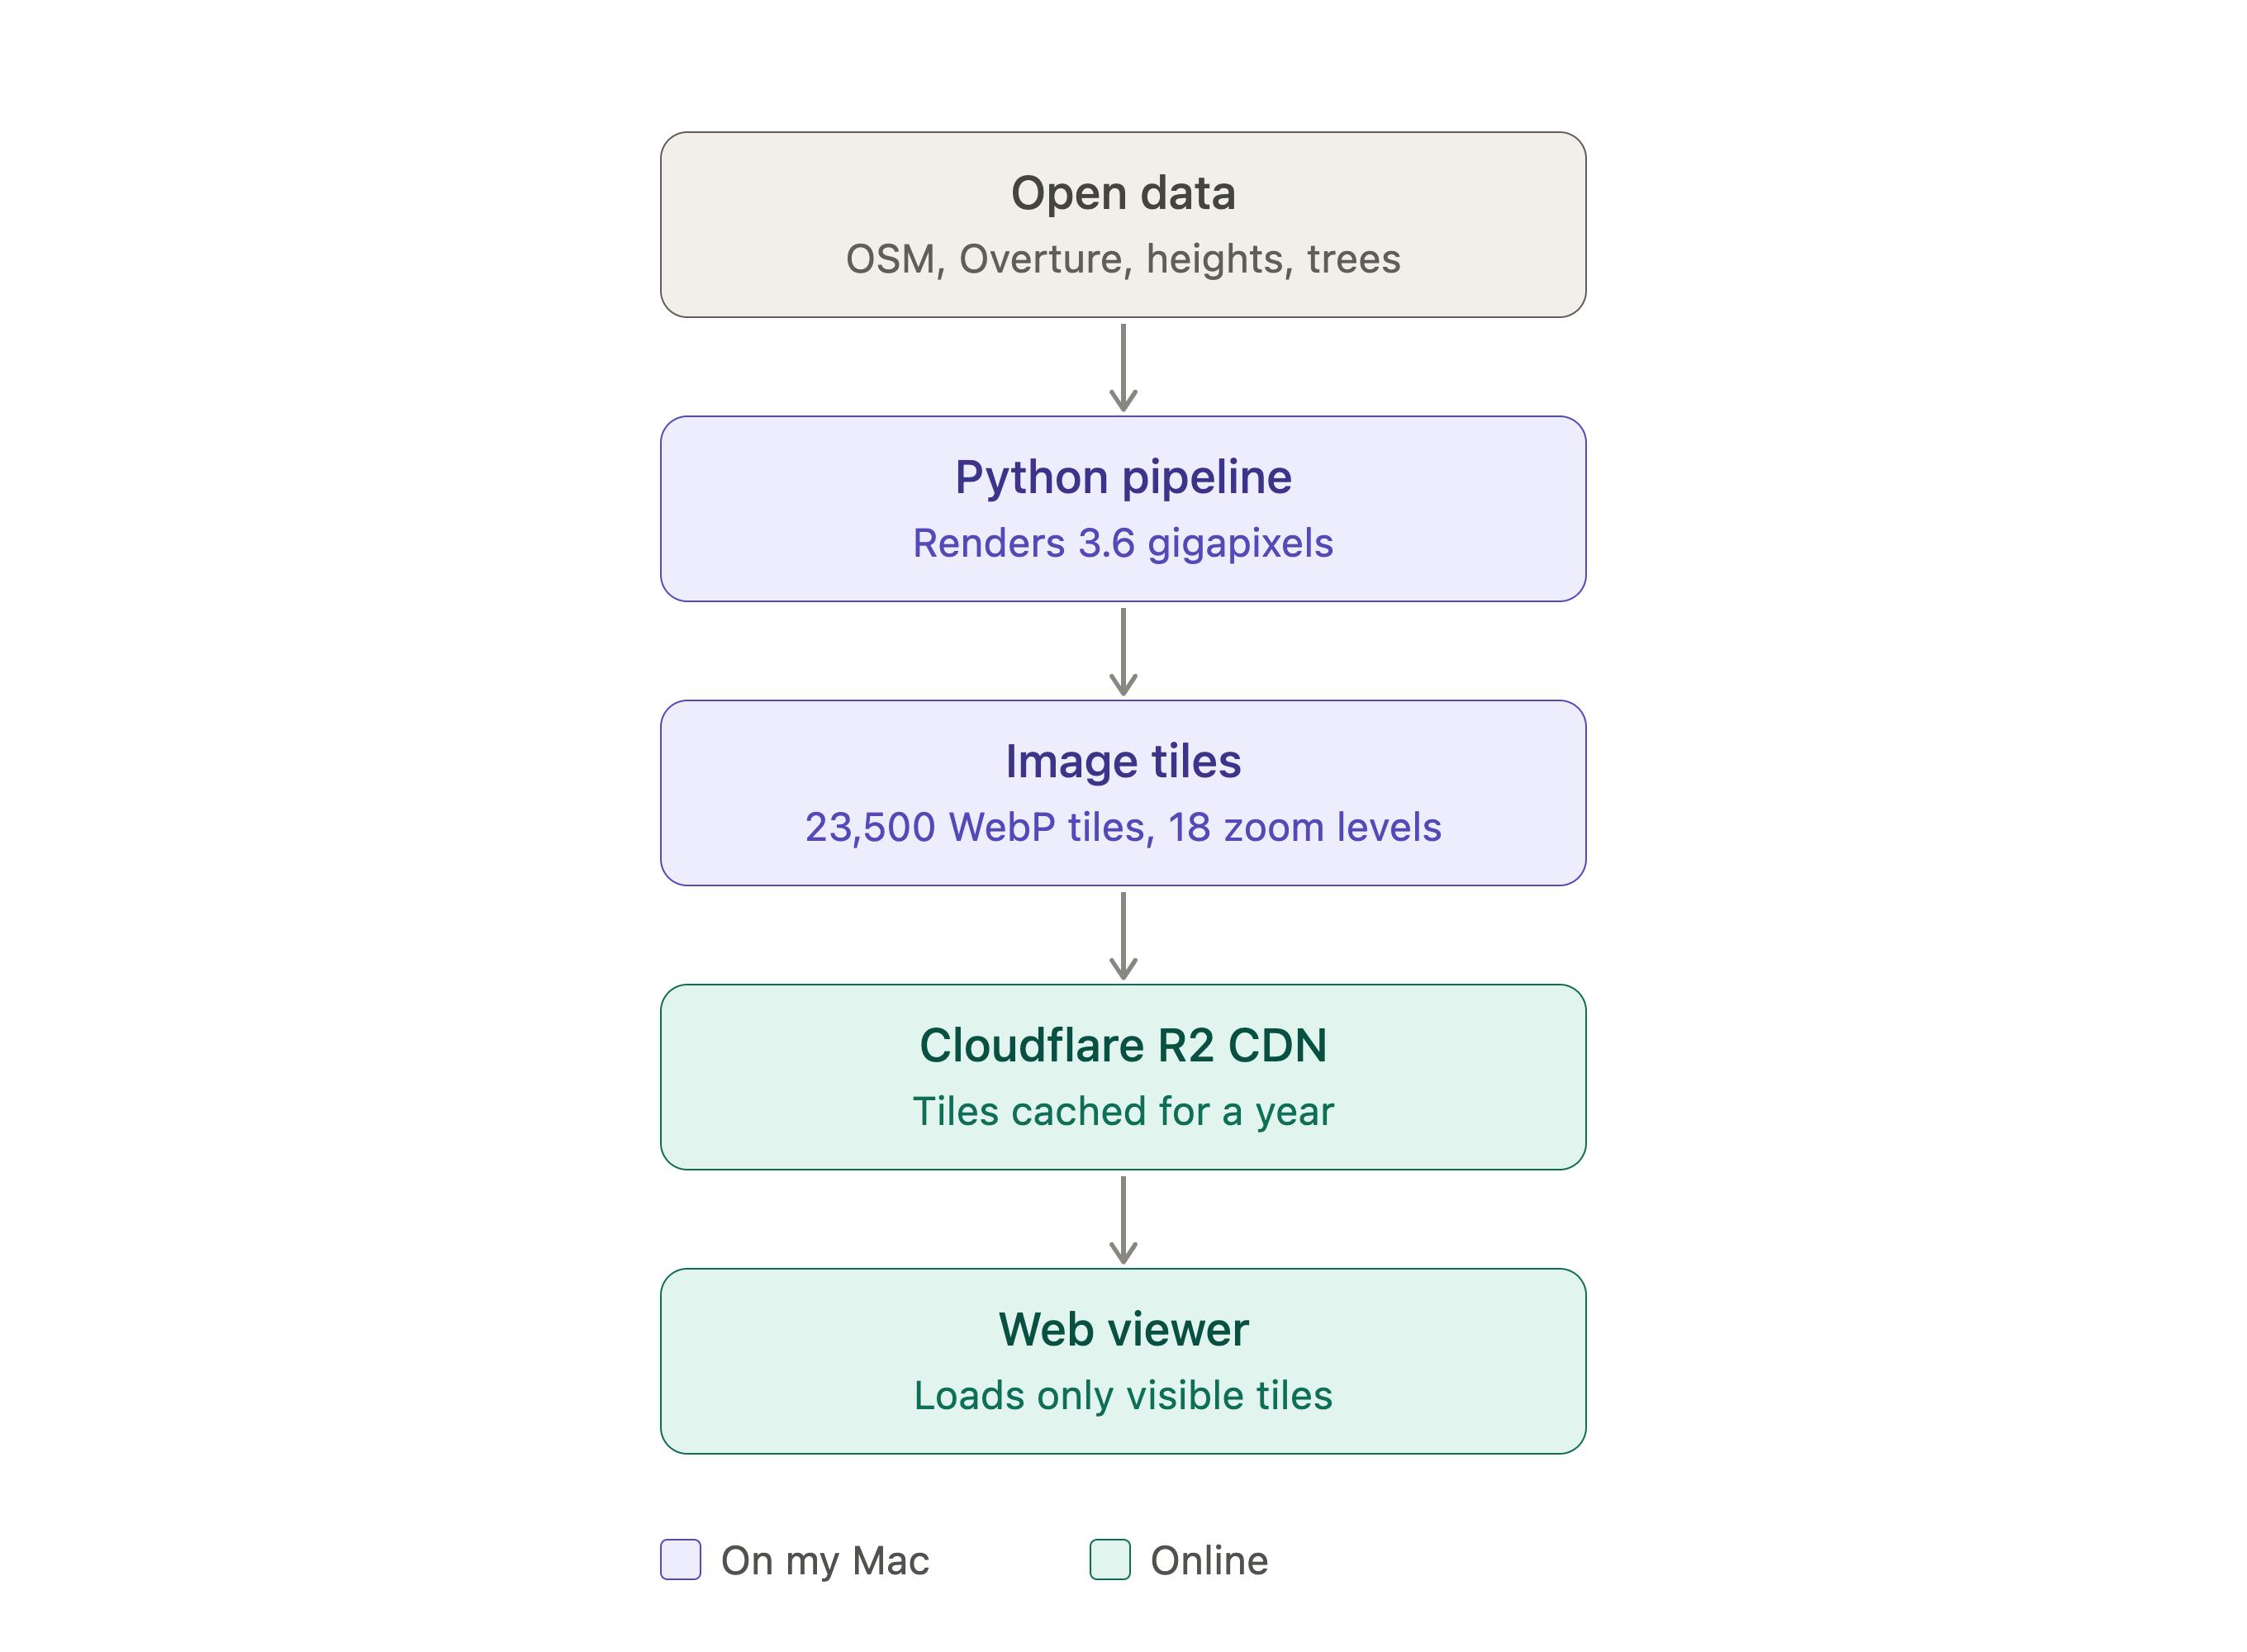 Open data
OSM, Overture, heights, trees
Python pipeline
Renders 3.6 gigapixels
Image tiles
23,500 WebP tiles, 18 zoom levels
Cloudflare R2 CDN
Tiles cached for a year
Web viewer
Loads only visible tiles
On my Mac
Online